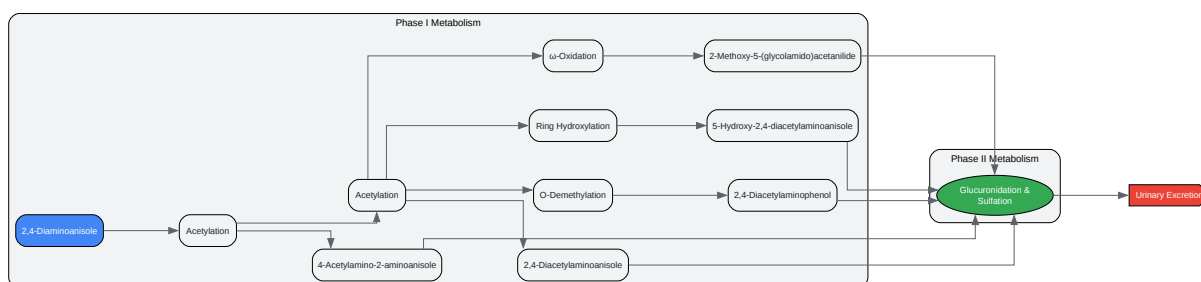 Phase I Metabolism
ω-Oxidation
2-Methoxy-5-(glycolamido)acetanilide
Ring Hydroxylation
5-Hydroxy-2,4-diacetylaminoanisole
Phase II Metabolism
Acetylation
O-Demethylation
2,4-Diacetylaminophenol
Glucuronidation &
Sulfation
Urinary Excretion
2,4-Diaminoanisole
Acetylation
4-Acetylamino-2-aminoanisole
2,4-Diacetylaminoanisole